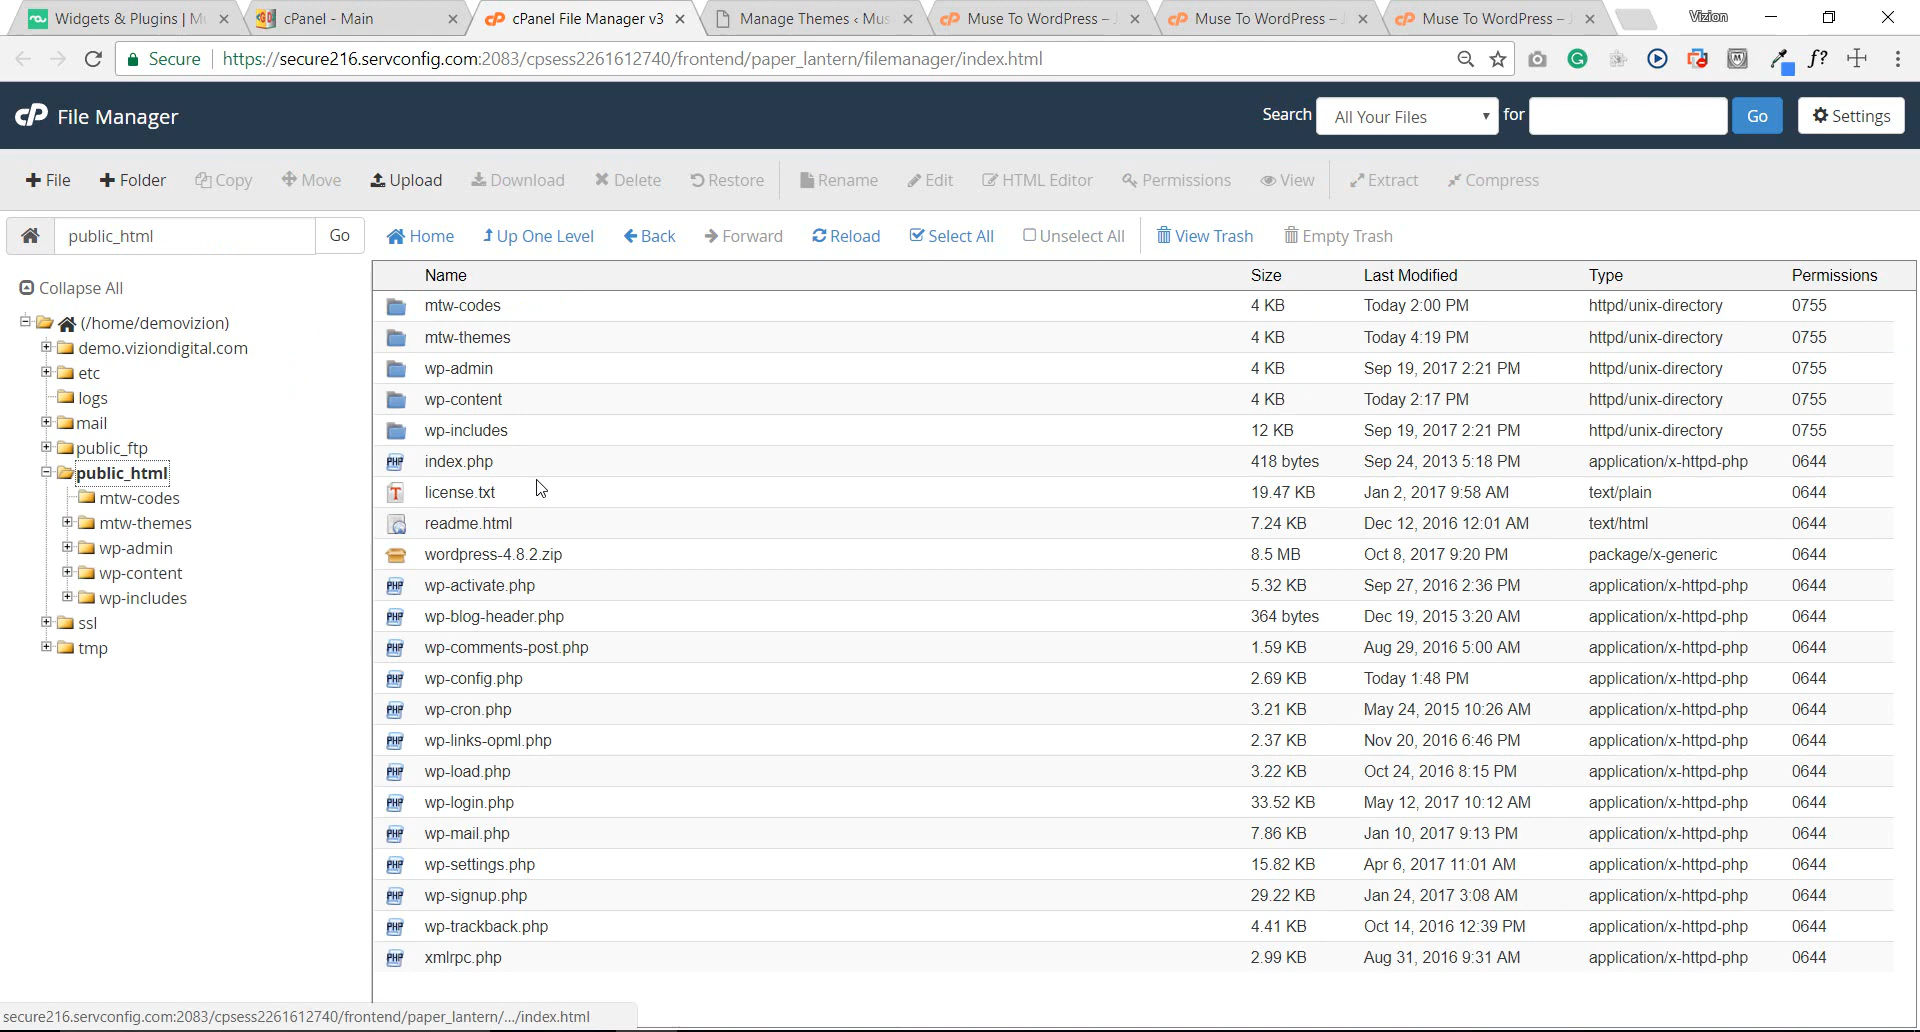 Widgets & Plugins | Mu
cPanel - Main
cPanel File Manager v3
Manage Themes ‹ Mus
Muse To WordPress –
Muse To WordPress –
Muse To WordPress –
Vizion
Secure
https://secure216.servconfig.com:2083/cpsess2261612740/frontend/paper_lantern/filemanager/index.html
f?
cP File Manager
Search
All Your Files
for
Go
Settings
File
Folder
Copy
Move
Upload
Download
Delete
Restore
Rename
Edit
HTML Editor
Permissions
View
Extract
Compress
public_html
Go
Home
Up One Level
Back
Forward
Reload
Select All
Unselect All
View Trash
Empty Trash
Collapse All
(/home/demovizion)
demo.viziondigital.com
etc
logs
mail
public_ftp
public_html
mtw-codes
mtw-themes
wp-admin
wp-content
wp-includes
ssl
tmp
Name Size Last Modified Type Permissions
mtw-codes 4 KB Today 2:00 PM httpd/unix-directory 0755
mtw-themes 4 KB Today 4:19 PM httpd/unix-directory 0755
wp-admin 4 KB Sep 19, 2017 2:21 PM httpd/unix-directory 0755
wp-content 4 KB Today 2:17 PM httpd/unix-directory 0755
wp-includes 12 KB Sep 19, 2017 2:21 PM httpd/unix-directory 0755
PHP index.php 418 bytes Sep 24, 2013 5:18 PM application/x-httpd-php 0644
T license.txt 19.47 KB Jan 2, 2017 9:58 AM text/plain 0644
readme.html 7.24 KB Dec 12, 2016 12:01 AM text/html 0644
wordpress-4.8.2.zip 8.5 MB Oct 8, 2017 9:20 PM package/x-generic 0644
PHP wp-activate.php 5.32 KB Sep 27, 2016 2:36 PM application/x-httpd-php 0644
PHP wp-blog-header.php 364 bytes Dec 19, 2015 3:20 AM application/x-httpd-php 0644
PHP wp-comments-post.php 1.59 KB Aug 29, 2016 5:00 AM application/x-httpd-php 0644
PHP wp-config.php 2.69 KB Today 1:48 PM application/x-httpd-php 0644
PHP wp-cron.php 3.21 KB May 24, 2015 10:26 AM application/x-httpd-php 0644
PHP wp-links-opml.php 2.37 KB Nov 20, 2016 6:46 PM application/x-httpd-php 0644
PHP wp-load.php 3.22 KB Oct 24, 2016 8:15 PM application/x-httpd-php 0644
PHP wp-login.php 33.52 KB May 12, 2017 10:12 AM application/x-httpd-php 0644
PHP wp-mail.php 7.86 KB Jan 10, 2017 9:13 PM application/x-httpd-php 0644
PHP wp-settings.php 15.82 KB Apr 6, 2017 11:01 AM application/x-httpd-php 0644
PHP wp-signup.php 29.22 KB Jan 24, 2017 3:08 AM application/x-httpd-php 0644
PHP wp-trackback.php 4.41 KB Oct 14, 2016 12:39 PM application/x-httpd-php 0644
PHP xmlrpc.php 2.99 KB Aug 31, 2016 9:31 AM application/x-httpd-php 0644
secure216.servconfig.com:2083/cpsess2261612740/frontend/paper_lantern/.../index.html